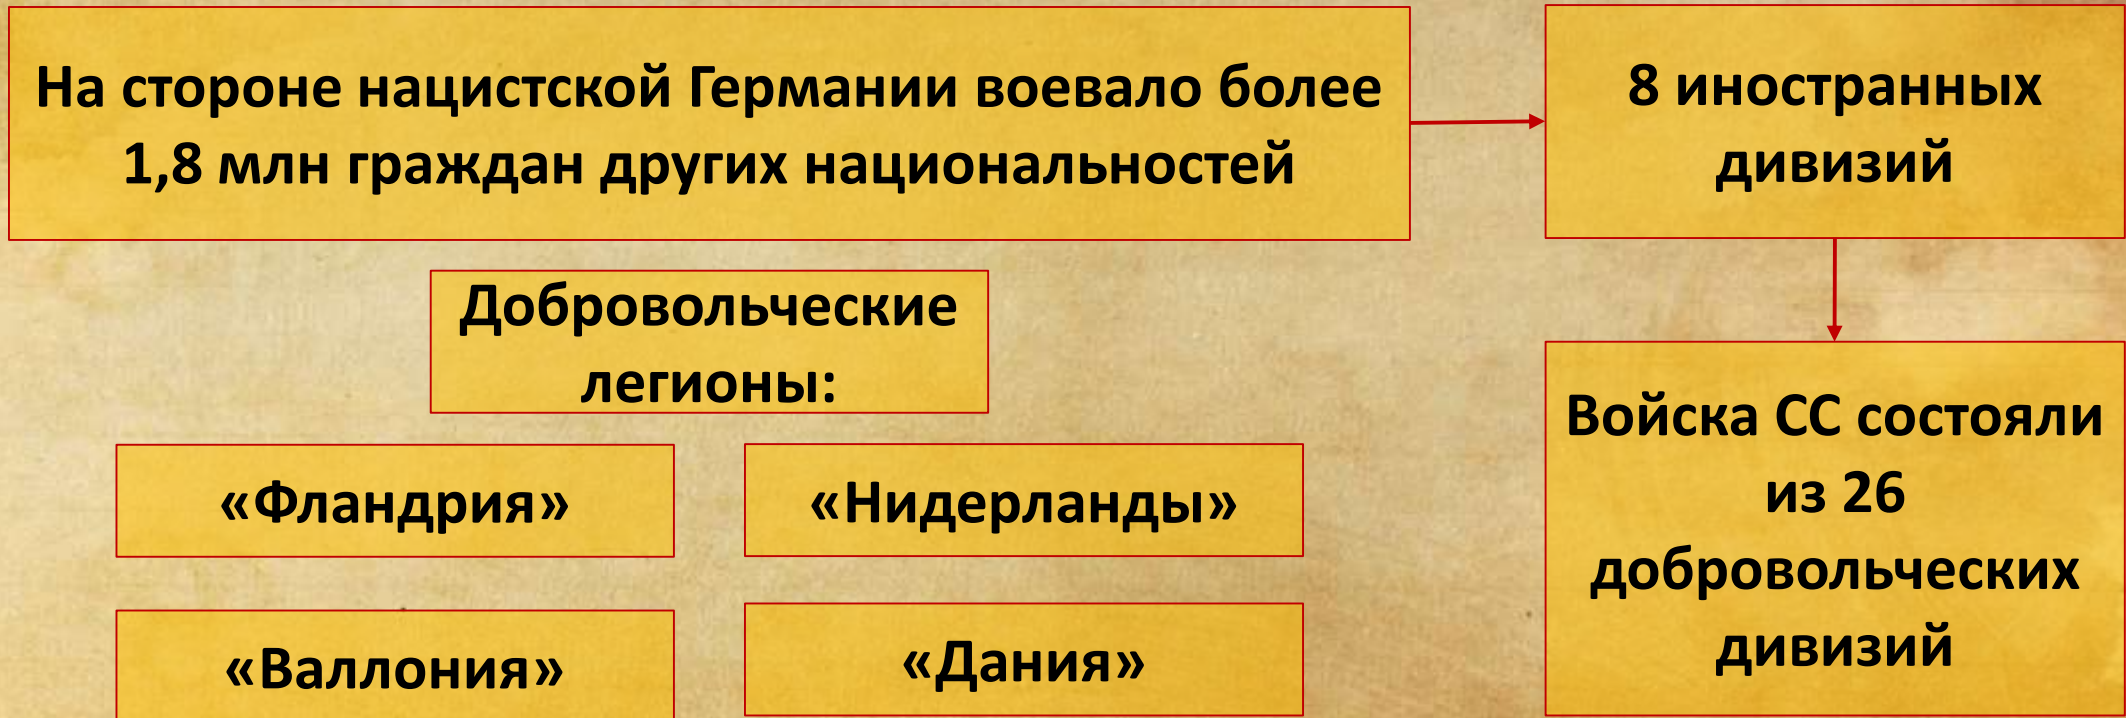 На стороне нацистской Германии воевало более
1,8 млн граждан других национальностей
8 иностранных
дивизий
Добровольческие
легионы:
«Фландрия»
«Нидерланды»
«Валлония»
«Дания»
Войска СС состояли
из 26
добровольческих
дивизий